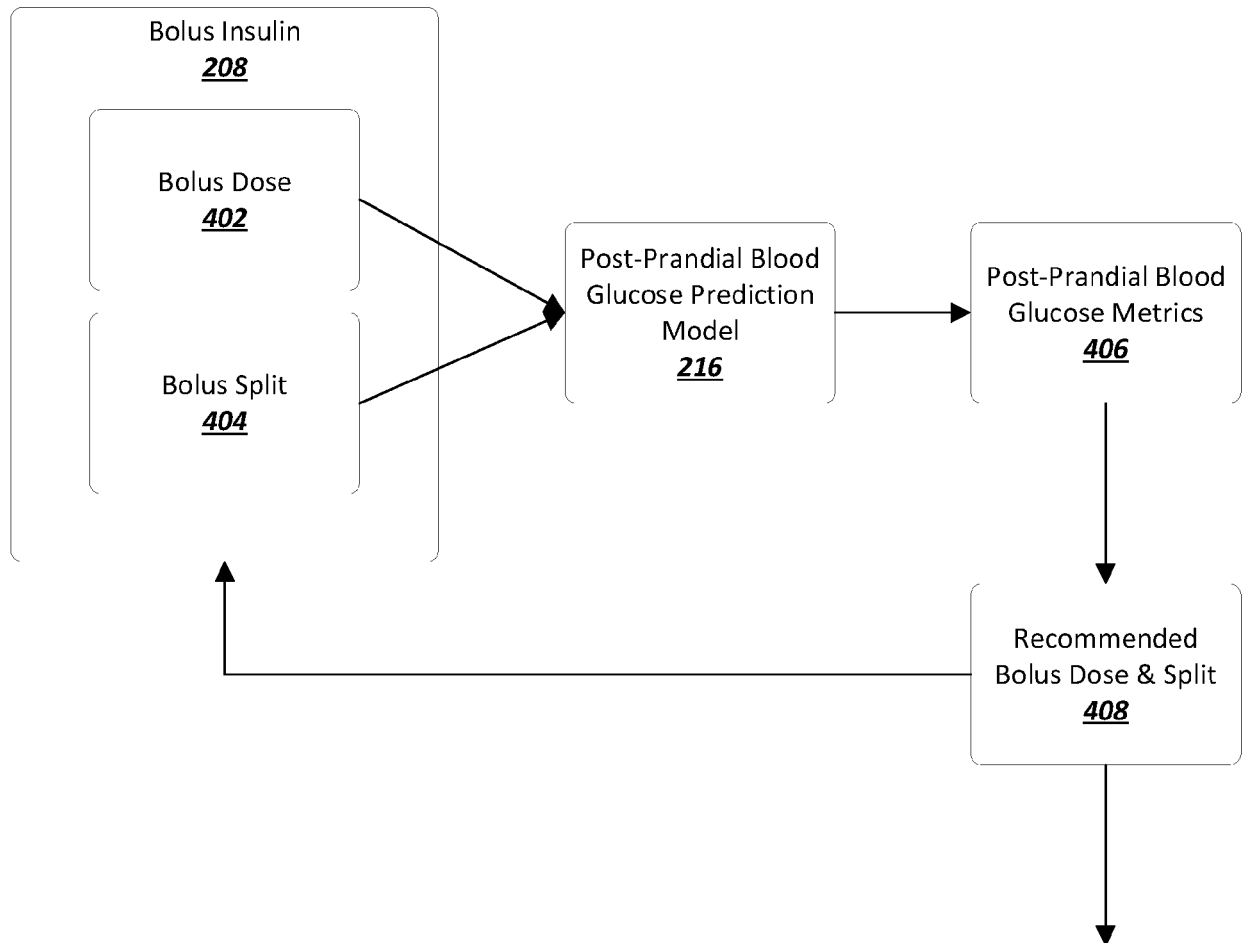 Bolus Insulin
208
Bolus Dose
402
Bolus Split
404
Post-Prandial Blood
Glucose Prediction
Model
216
Post-Prandial Blood
Glucose Metrics
406
Recommended
Bolus Dose & Split
408